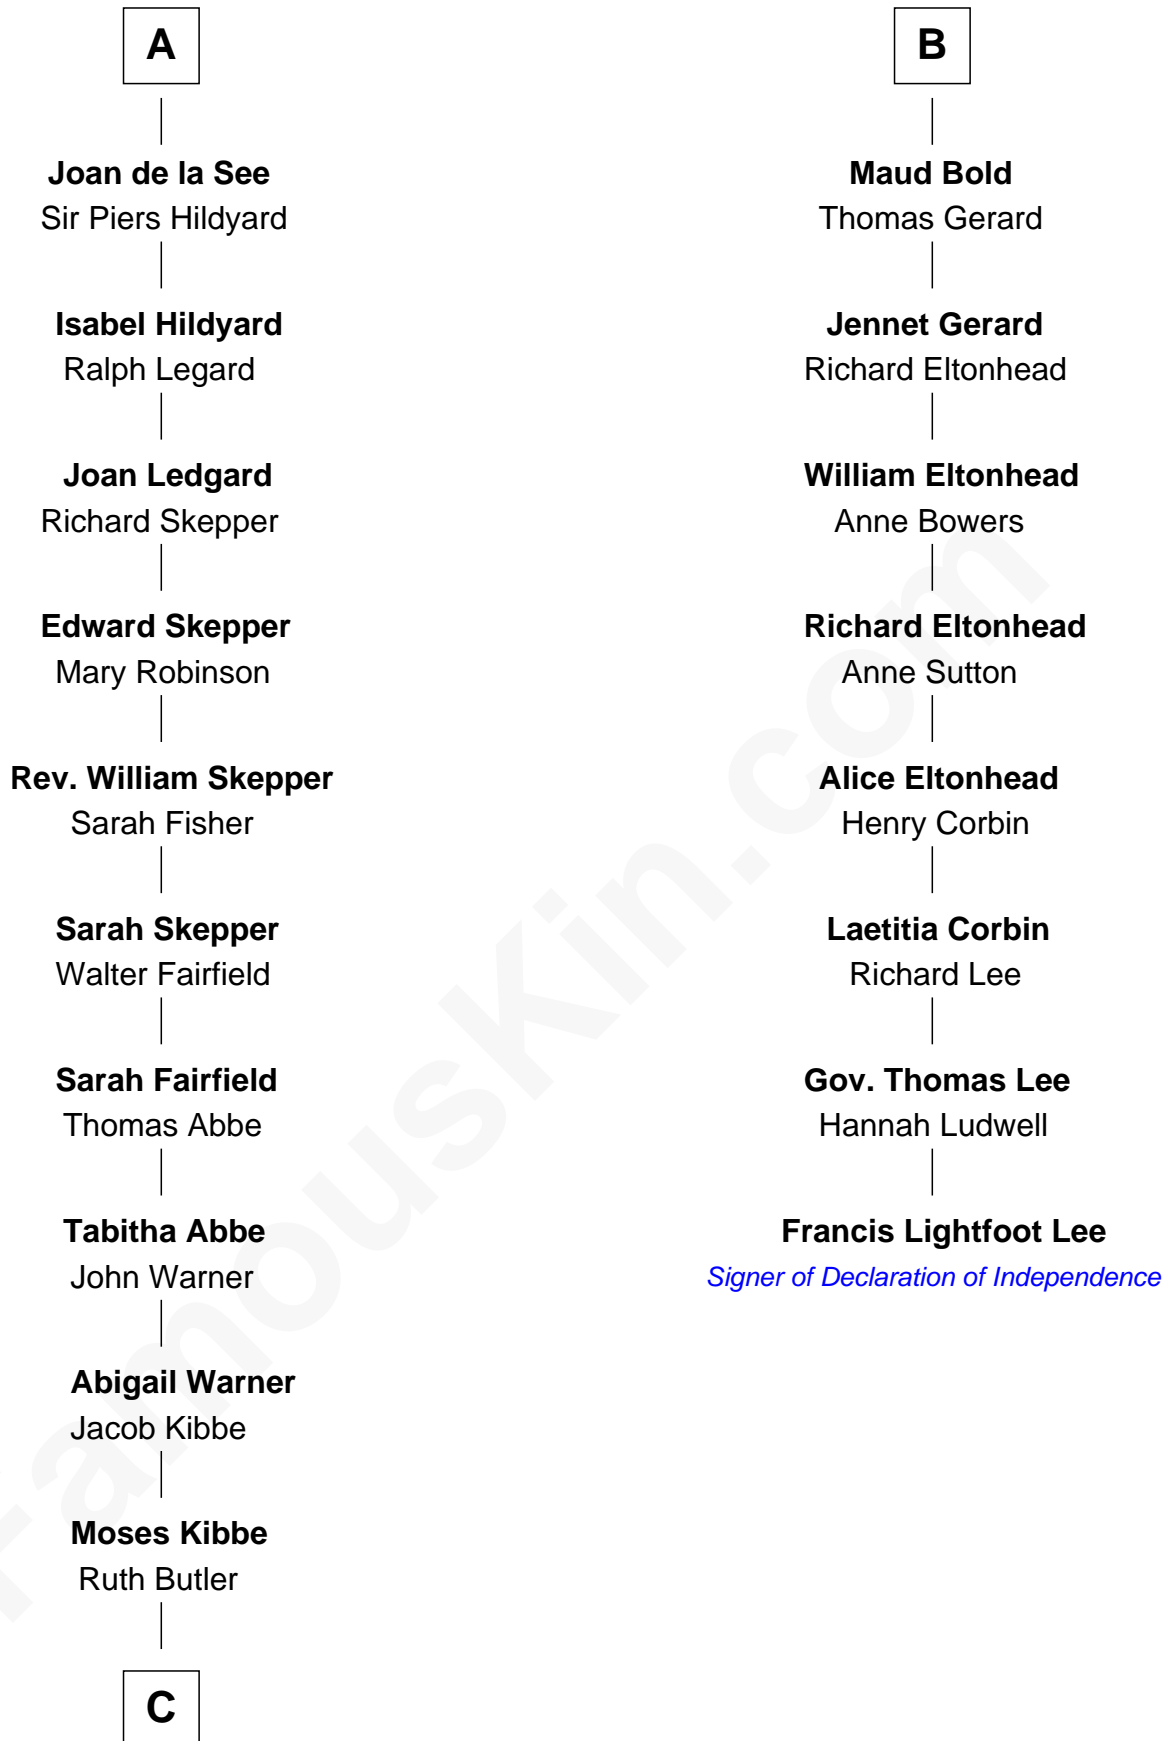 A
Joan de la See
Sir Piers Hildyard
Isabel Hildyard
Ralph Legard
Joan Ledgard
Richard Skepper
Edward Skepper
Mary Robinson
Rev. William Skepper
Sarah Fisher
Sarah Skepper
Walter Fairfield
Sarah Fairfield
Thomas Abbe
Tabitha Abbe
John Warner
Abigail Warner
Jacob Kibbe
Moses Kibbe
Ruth Butler
C
B
Maud Bold
Thomas Gerard
Jennet Gerard
Richard Eltonhead
William Eltonhead
Anne Bowers
Richard Eltonhead
Anne Sutton
Alice Eltonhead
Henry Corbin
Laetitia Corbin
Richard Lee
Gov. Thomas Lee
Hannah Ludwell
Francis Lightfoot Lee
Signer of Declaration of Independence
FamousKin.com